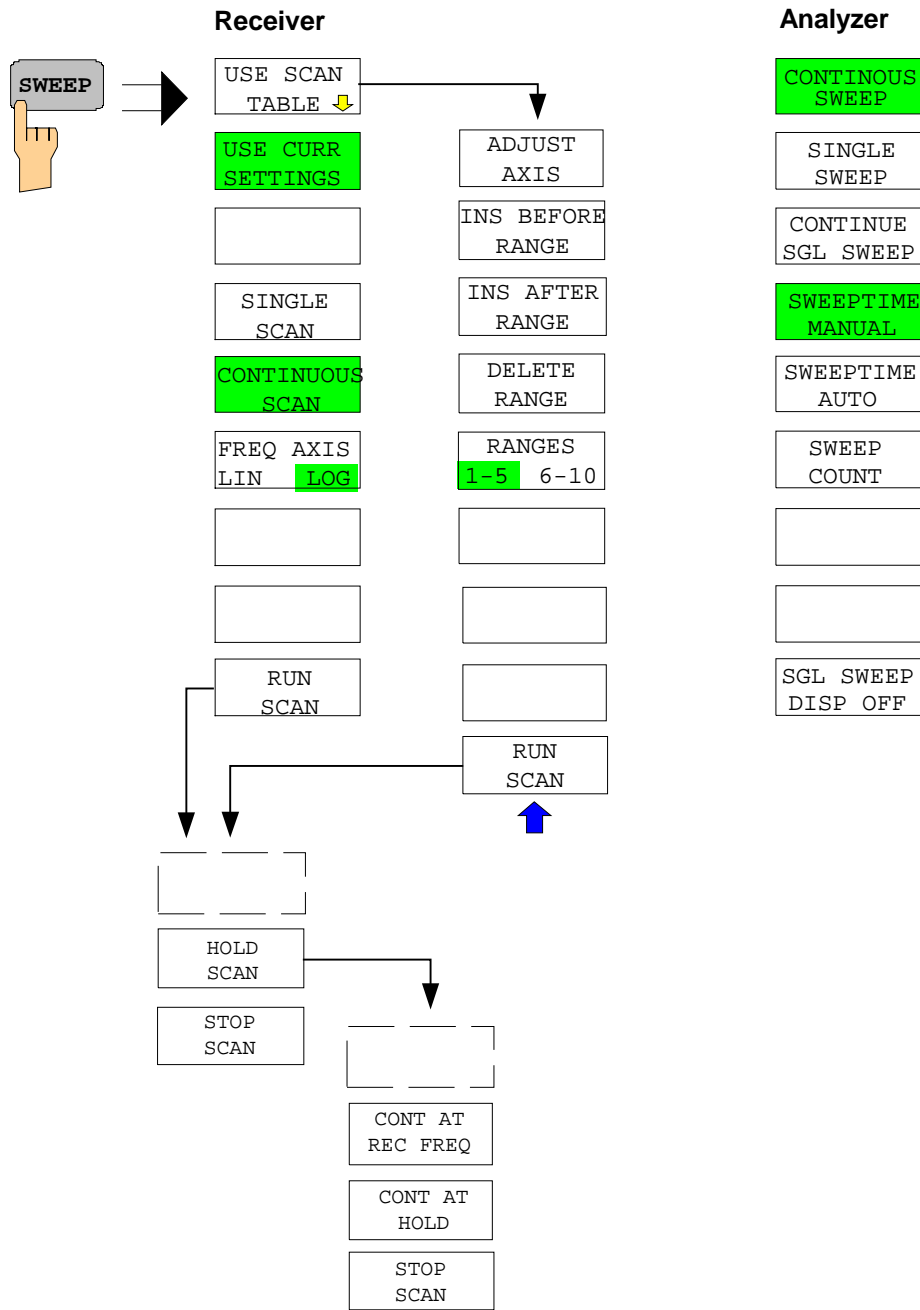 Receiver
Analyzer
SWEEP
USE SCAN
TABLE
USE CURR
SETTINGS
SINGLE
SCAN
CONTINUOUS
SCAN
FREQ AXIS
LIN LOG
RUN
SCAN
ADJUST
AXIS
INS BEFORE
RANGE
INS AFTER
RANGE
DELETE
RANGE
RANGES
1-5 6-10
RUN
SCAN
HOLD
SCAN
STOP
SCAN
CONT AT
REC FREQ
CONT AT
HOLD
STOP
SCAN
CONTINOUS
SWEEP
SINGLE
SWEEP
CONTINUE
SGL SWEEP
SWEEPTIME
MANUAL
SWEEPTIME
AUTO
SWEEP
COUNT
SGL SWEEP
DISP OFF